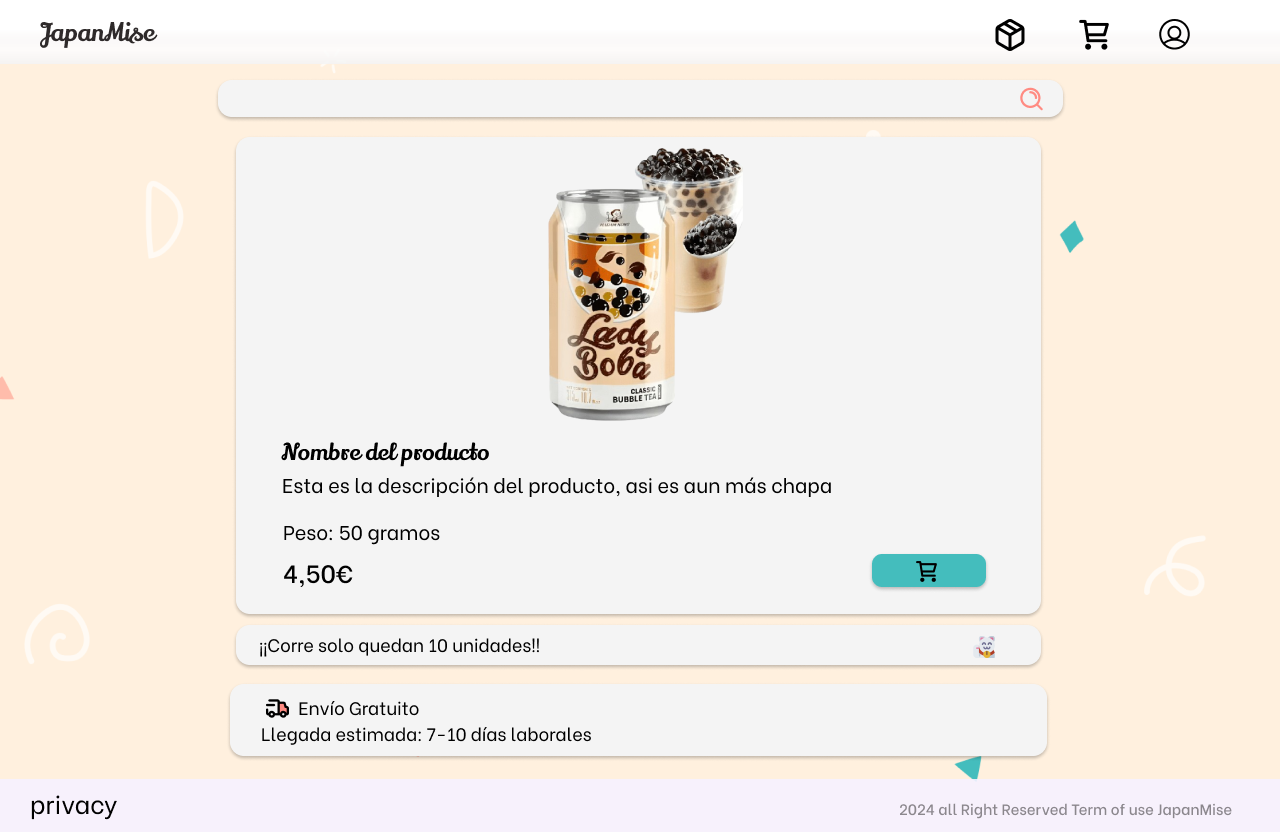 JapanMise
Lady
Boba
CLASSIC
BUBBLE TEA
Nombre del producto
Esta es la descripción del producto, asi es aun más chapa
Peso: 50 gramos
4,50€
¡¡Corre solo quedan 10 unidades!!
Envío Gratuito
Llegada estimada: 7-10 días laborales
privacy
2024 all Right Reserved Term of use JapanMise